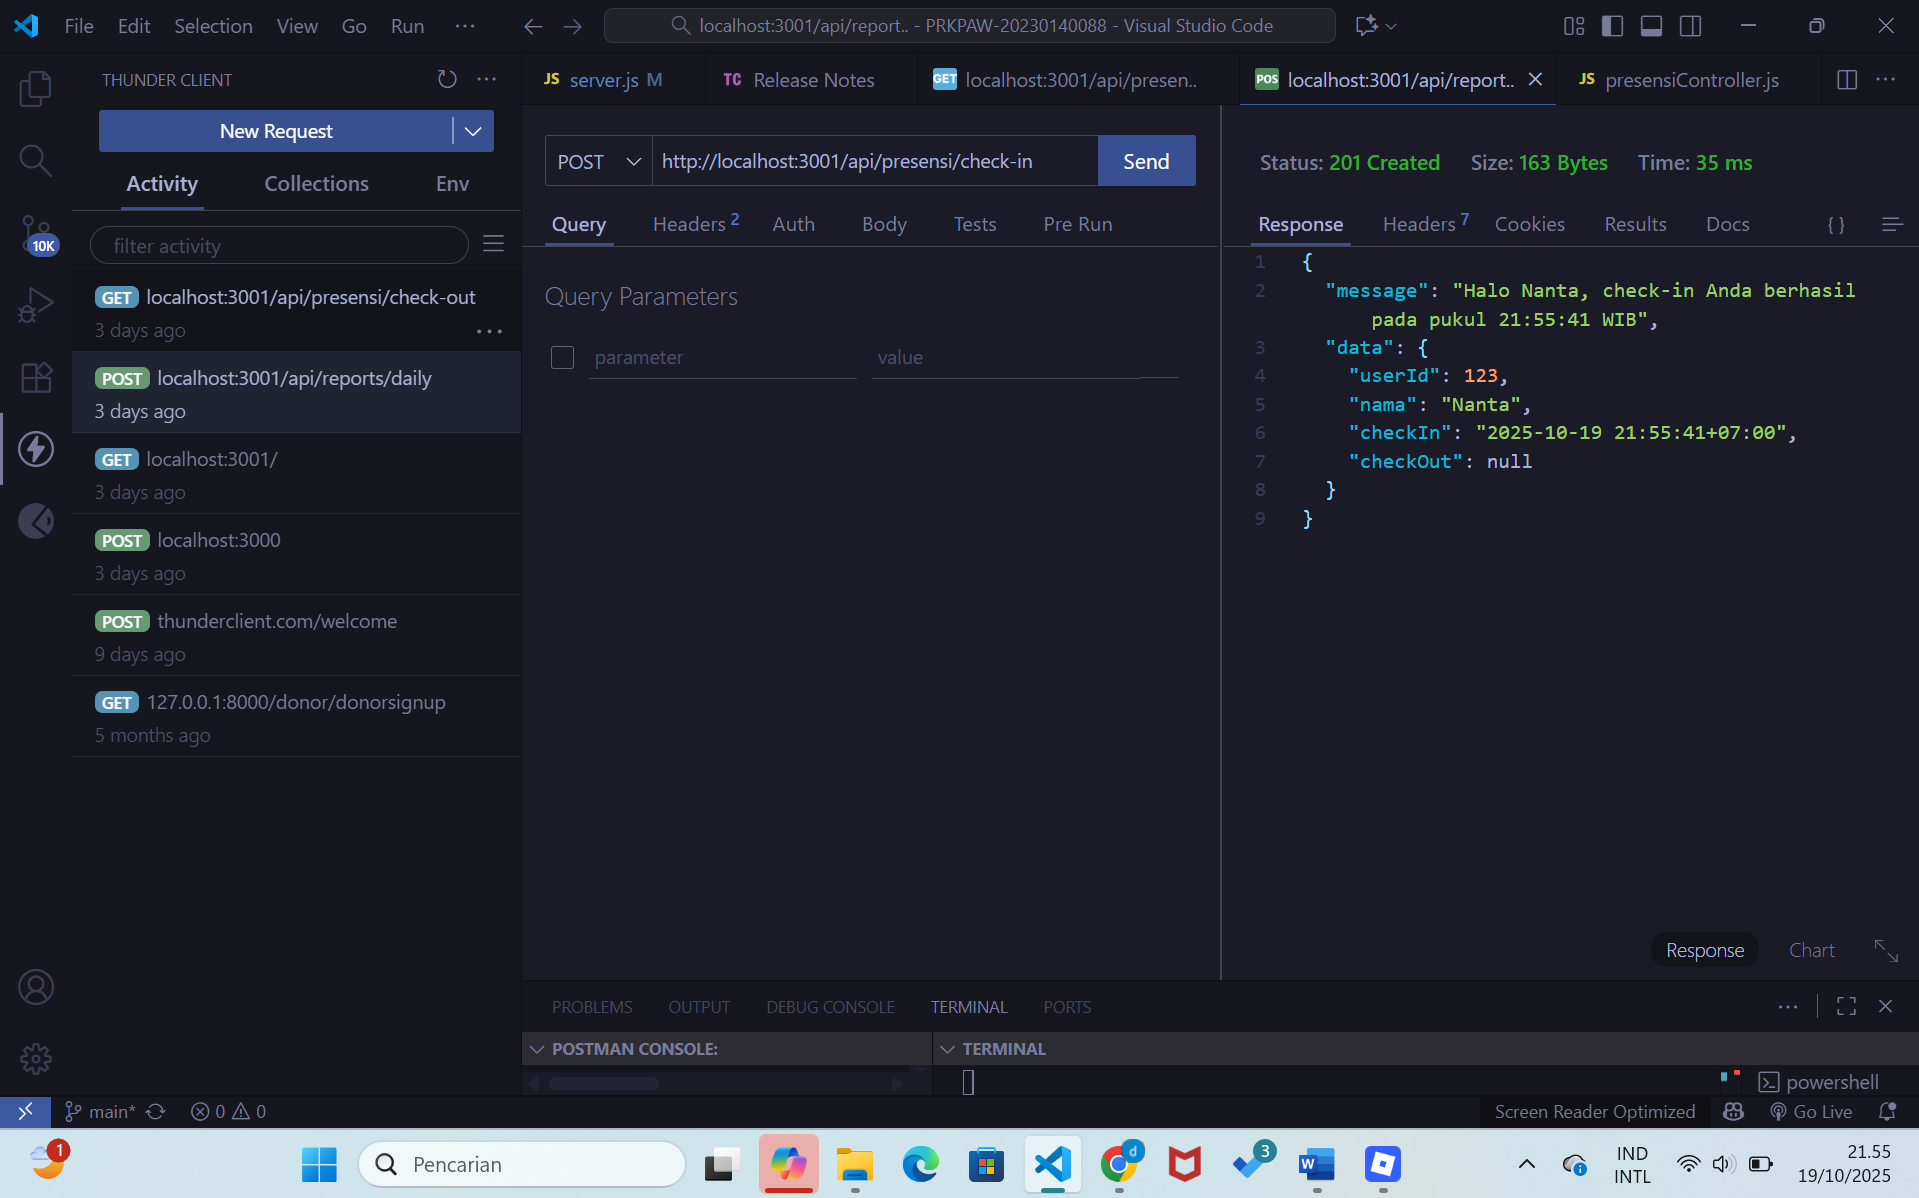 File Edit Selection View Go Run ···
localhost:3001/api/report.. - PRKPAW-20230140088 - Visual Studio Code
THUNDER CLIENT
New Request
Activity Collections Env
filter activity
GET localhost:3001/api/presensi/check-out
3 days ago
POST localhost:3001/api/reports/daily
3 days ago
GET localhost:3001/
3 days ago
POST localhost:3000
3 days ago
POST thunderclient.com/welcome
9 days ago
GET 127.0.0.1:8000/donor/donorsignup
5 months ago
10K
JS server.js M
TC Release Notes
GET localhost:3001/api/presen..
POS localhost:3001/api/report..
JS presensiController.js
POST http://localhost:3001/api/presensi/check-in Send
Query Headers 2 Auth Body Tests Pre Run
Query Parameters
parameter value
Status: 201 Created Size: 163 Bytes Time: 35 ms
Response Headers 7 Cookies Results Docs { }
1 {
2 "message": "Halo Nanta, check-in Anda berhasil
pada pukul 21:55:41 WIB",
3 "data": {
4 "userId": 123,
5 "nama": "Nanta",
6 "checkIn": "2025-10-19 21:55:41+07:00",
7 "checkOut": null
8 }
9 }
Response Chart
PROBLEMS OUTPUT DEBUG CONSOLE TERMINAL PORTS
POSTMAN CONSOLE:
TERMINAL
powershell
main* 0 0
Screen Reader Optimized Go Live
1
Pencarian
d
3
W
IND
INTL
21.55
19/10/2025